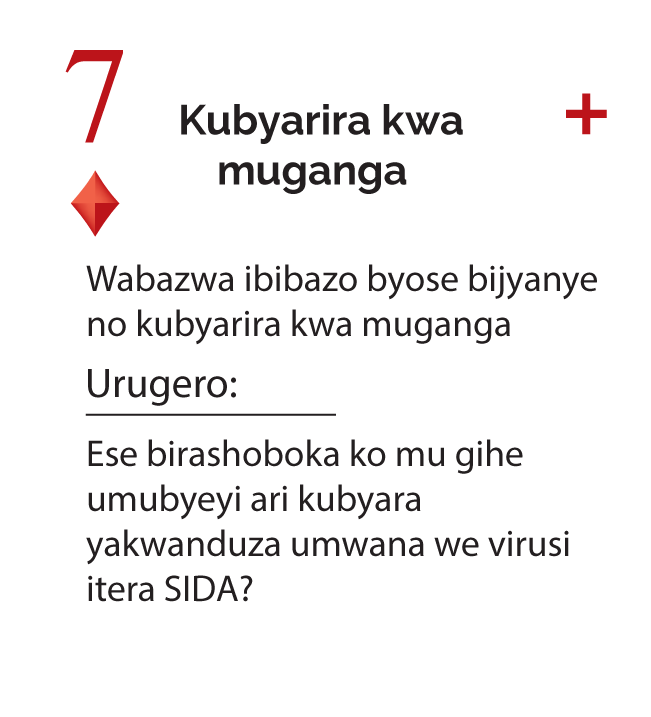 7
Kubyarira kwa
muganga
+
Wabazwa ibibazo byose bijyanye
no kubyarira kwa muganga
Urugero:
Ese birashoboka ko mu gihe
umubyeyi ari kubyara
yakwanduza umwana we virusi
itera SIDA?